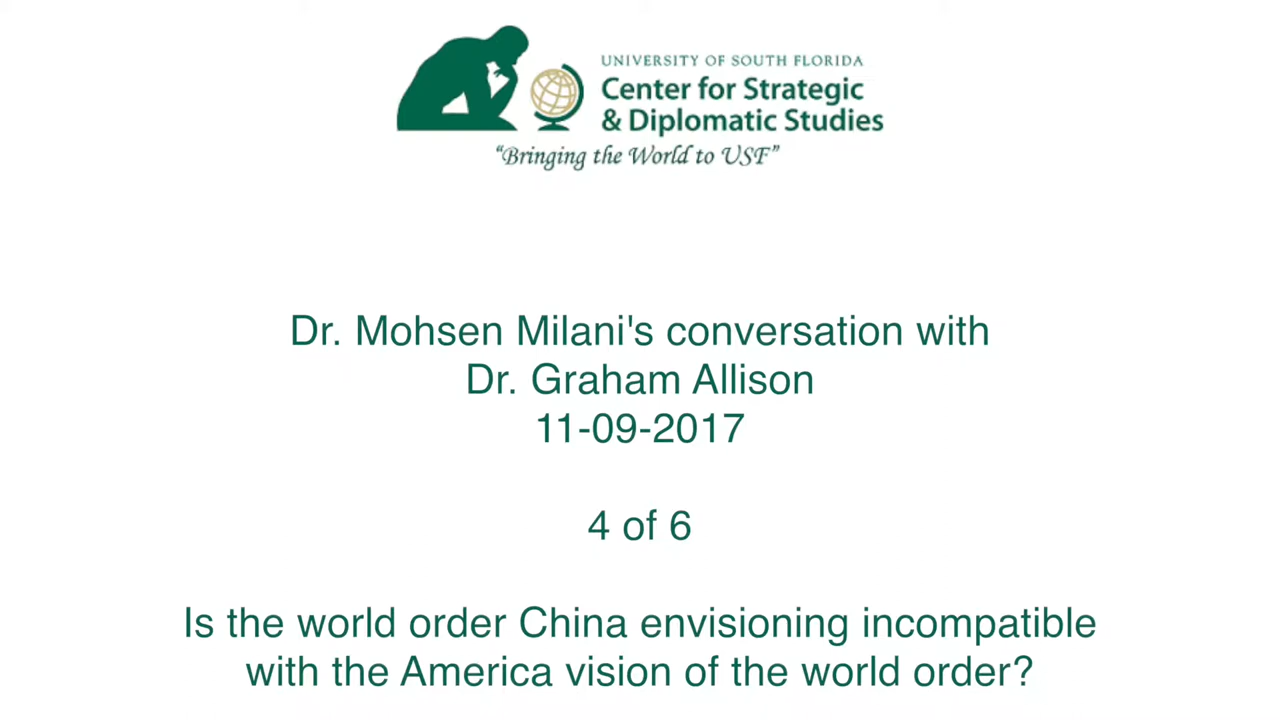 UNIVERSITY OF SOUTH FLORIDA
Center for Strategic
& Diplomatic Studies
"Bringing the World to USF"
Dr. Mohsen Milani's conversation with
Dr. Graham Allison
11-09-2017
4 of 6
Is the world order China envisioning incompatible
with the America vision of the world order?